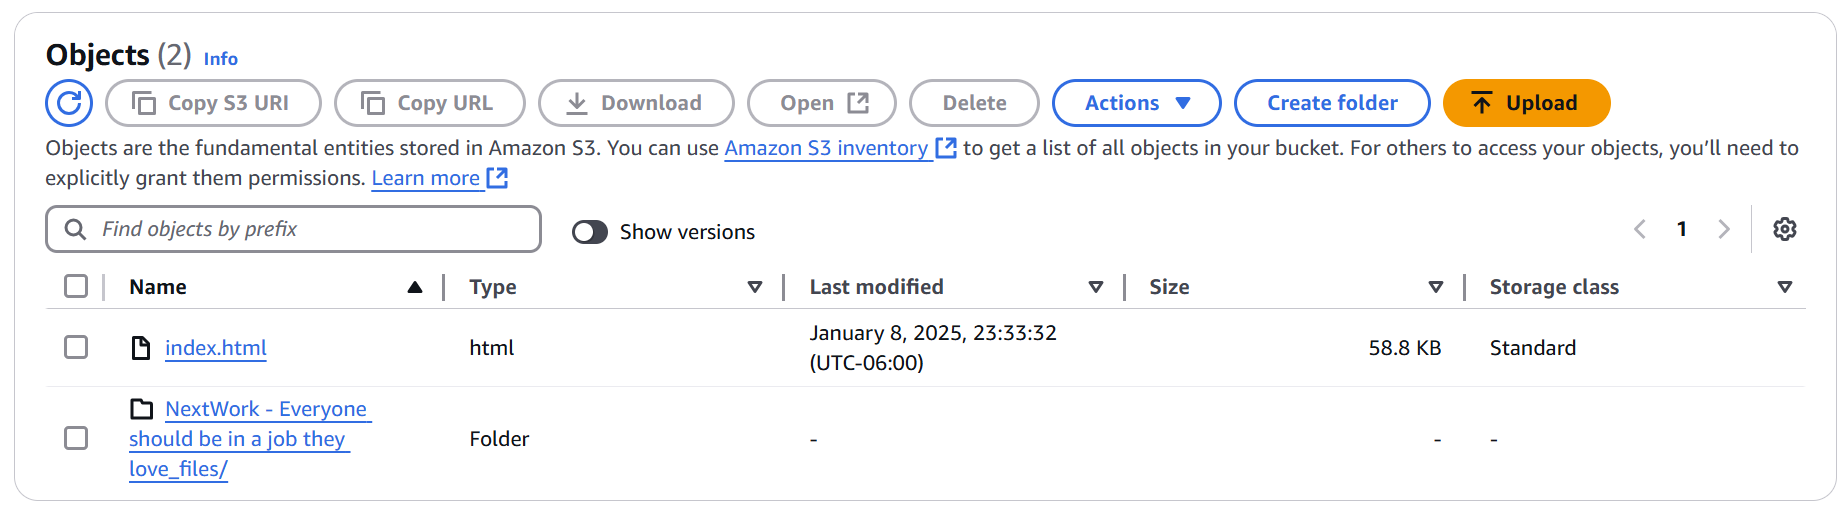 Objects (2) Info
Copy S3 URI Copy URL Download Open Delete Actions Create folder Upload
Objects are the fundamental entities stored in Amazon S3. You can use Amazon S3 inventory to get a list of all objects in your bucket. For others to access your objects, you’ll need to
explicitly grant them permissions. Learn more
Find objects by prefix Show versions 1
Name Type Last modified Size Storage class
index.html html January 8, 2025, 23:33:32 58.8 KB Standard
(UTC-06:00)
NextWork - Everyone
should be in a job they Folder - - -
love_files/